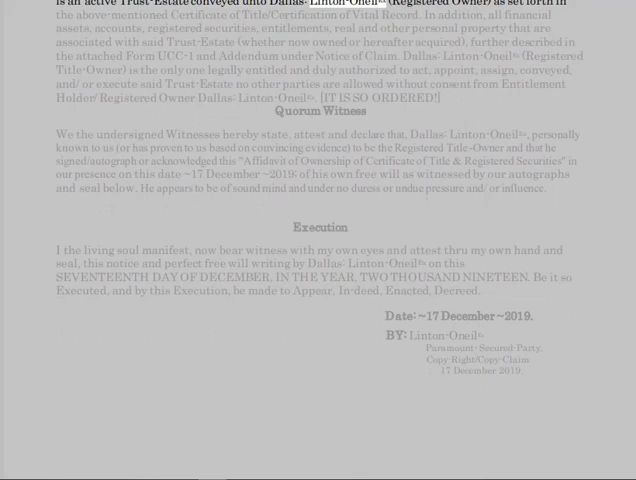 is an active Trust-Estate conveyed unto Dallas: Linton-Oneil (Registered Owner) as set forth in
the above-mentioned Certificate of Title/Certification of Vital Record. In addition, all financial
assets, accounts, registered securities, entitlements, real and other personal property that are
associated with said Trust-Estate (whether now owned or hereafter acquired), further described in
the attached Form UCC-1 and Addendum under Notice of Claim. Dallas: Linton-Oneil (Registered
Title-Owner) is the only one legally entitled and duly authorized to act, appoint, assign, conveyed,
and/ or execute said Trust-Estate no other parties are allowed without consent from Entitlement
Holder/ Registered Owner Dallas: Linton-Oneil. [IT IS SO ORDERED!]
Quorum Witness
We the undersigned Witnesses hereby state, attest and declare that, Dallas: Linton-Oneil, personally
known to us (or has proven to us based on convincing evidence) to be the Registered Title-Owner and that he
signed/autograph or acknowledged this "Affidavit of Ownership of Certificate of Title & Registered Securities" in
our presence on this date ~17 December ~2019; of his own free will as witnessed by our autographs
and seal below. He appears to be of sound mind and under no duress or undue pressure and/ or influence.
Execution
I the living soul manifest, now bear witness with my own eyes and attest thru my own hand and
seal, this notice and perfect free will writing by Dallas: Linton-Oneil on this
SEVENTEENTH DAY OF DECEMBER, IN THE YEAR, TWO THOUSAND NINETEEN. Be it so
Executed, and by this Execution, be made to Appear, In-deed, Enacted, Decreed.
Date: ~17 December ~2019.
BY: Linton-Oneil
Paramount- Secured-Party.
Copy-Right/Copy-Claim
17 December 2019.